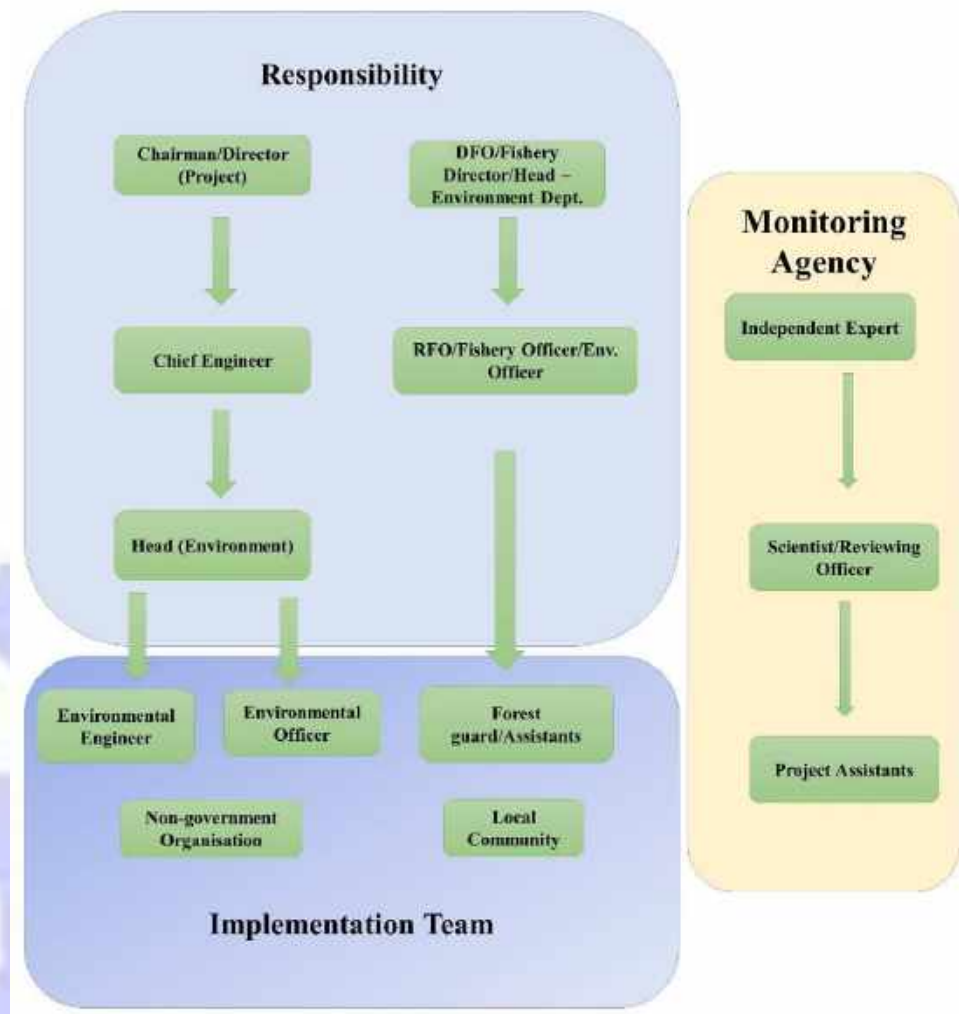 Responsibility
Chairman/Director
(Project)
DFO/Fishery
Director/Head –
Environment Dept.
Chief Engineer
RFO/Fishery Officer/Env.
Officer
Head (Environment)
Environmental
Engineer
Environmental
Officer
Forest
guard/Assistants
Non-government
Organisation
Local
Community
Implementation Team
Monitoring
Agency
Independent Expert
Scientist/Reviewing
Officer
Project Assistants